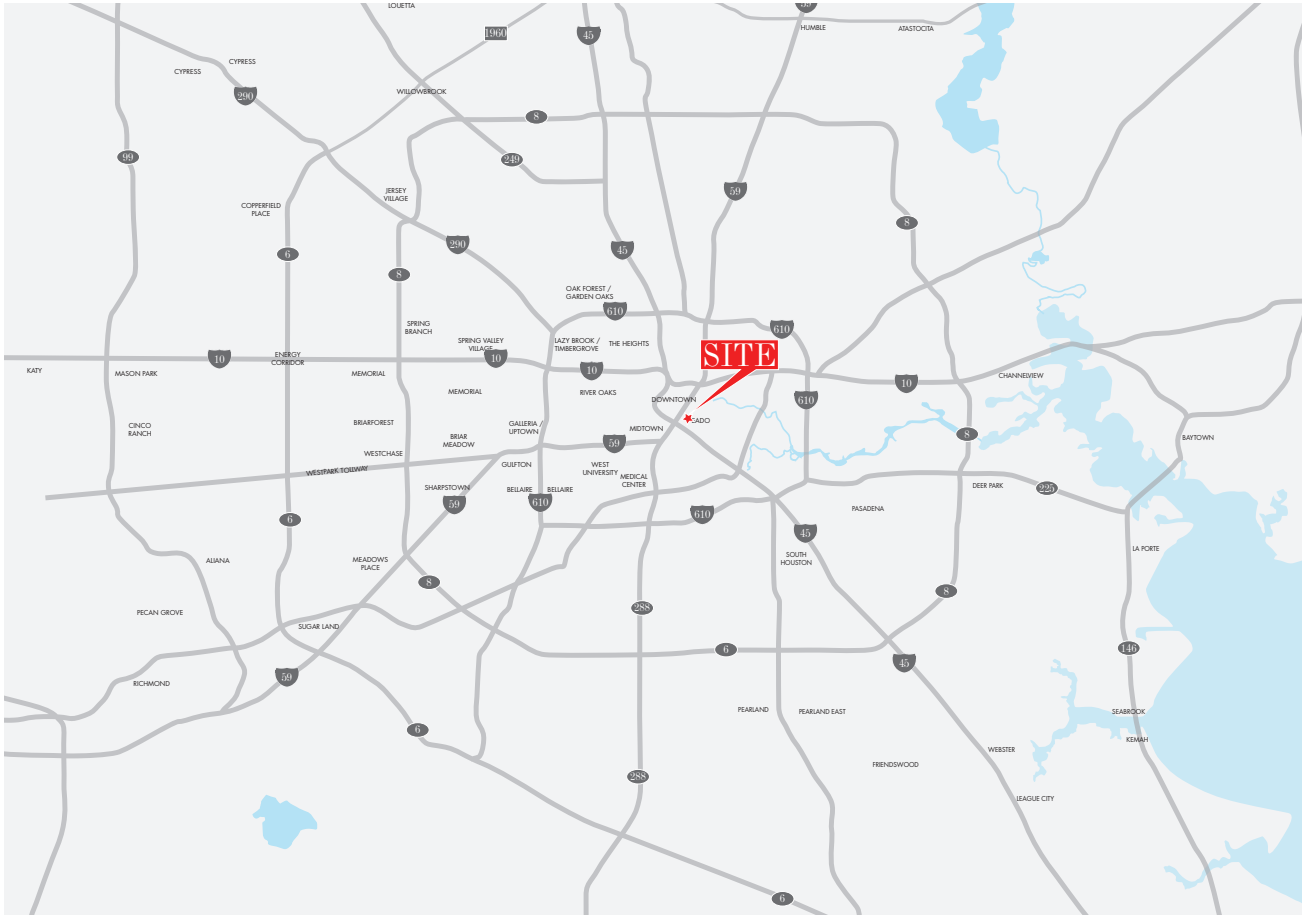 LOUETTA
59
1960
45
HUMBLE
ATASTOCITA
CYPRESS
CYPRESS
290
WILLOWBROOK
8
99
249
JERSEY
VILLAGE
59
COPPERFIELD
PLACE
8
6
290
45
8
OAK FOREST /
GARDEN OAKS
610
SPRING
BRANCH
610
SPRING VALLEY
VILLAGE
LAZY BROOK /
TIMBERGROVE
THE HEIGHTS
SITE
10
ENERGY
CORRIDOR
10
KATY
MASON PARK
MEMORIAL
10
10
CHANNELVIEW
MEMORIAL
RIVER OAKS
DOWNTOWN
610
CADO
CINCO
RANCH
BRIARFOREST
GALLERIA /
UPTOWN
MIDTOWN
8
BAYTOWN
BRIAR
MEADOW
59
WESTCHASE
WESTPARK TOLLWAY
GULFTON
WEST
UNIVERSITY
MEDICAL
CENTER
SHARPSTOWN
BELLAIRE
BELLAIRE
DEER PARK
225
59
610
610
PASADENA
6
45
SOUTH
HOUSTON
LA PORTE
ALIANA
MEADOWS
PLACE
8
8
PECAN GROVE
288
SUGAR LAND
6
146
45
59
RICHMOND
PEARLAND
PEARLAND EAST
SEABROOK
6
KEMAH
WEBSTER
FRIENDSWOOD
288
LEAGUE CITY
6